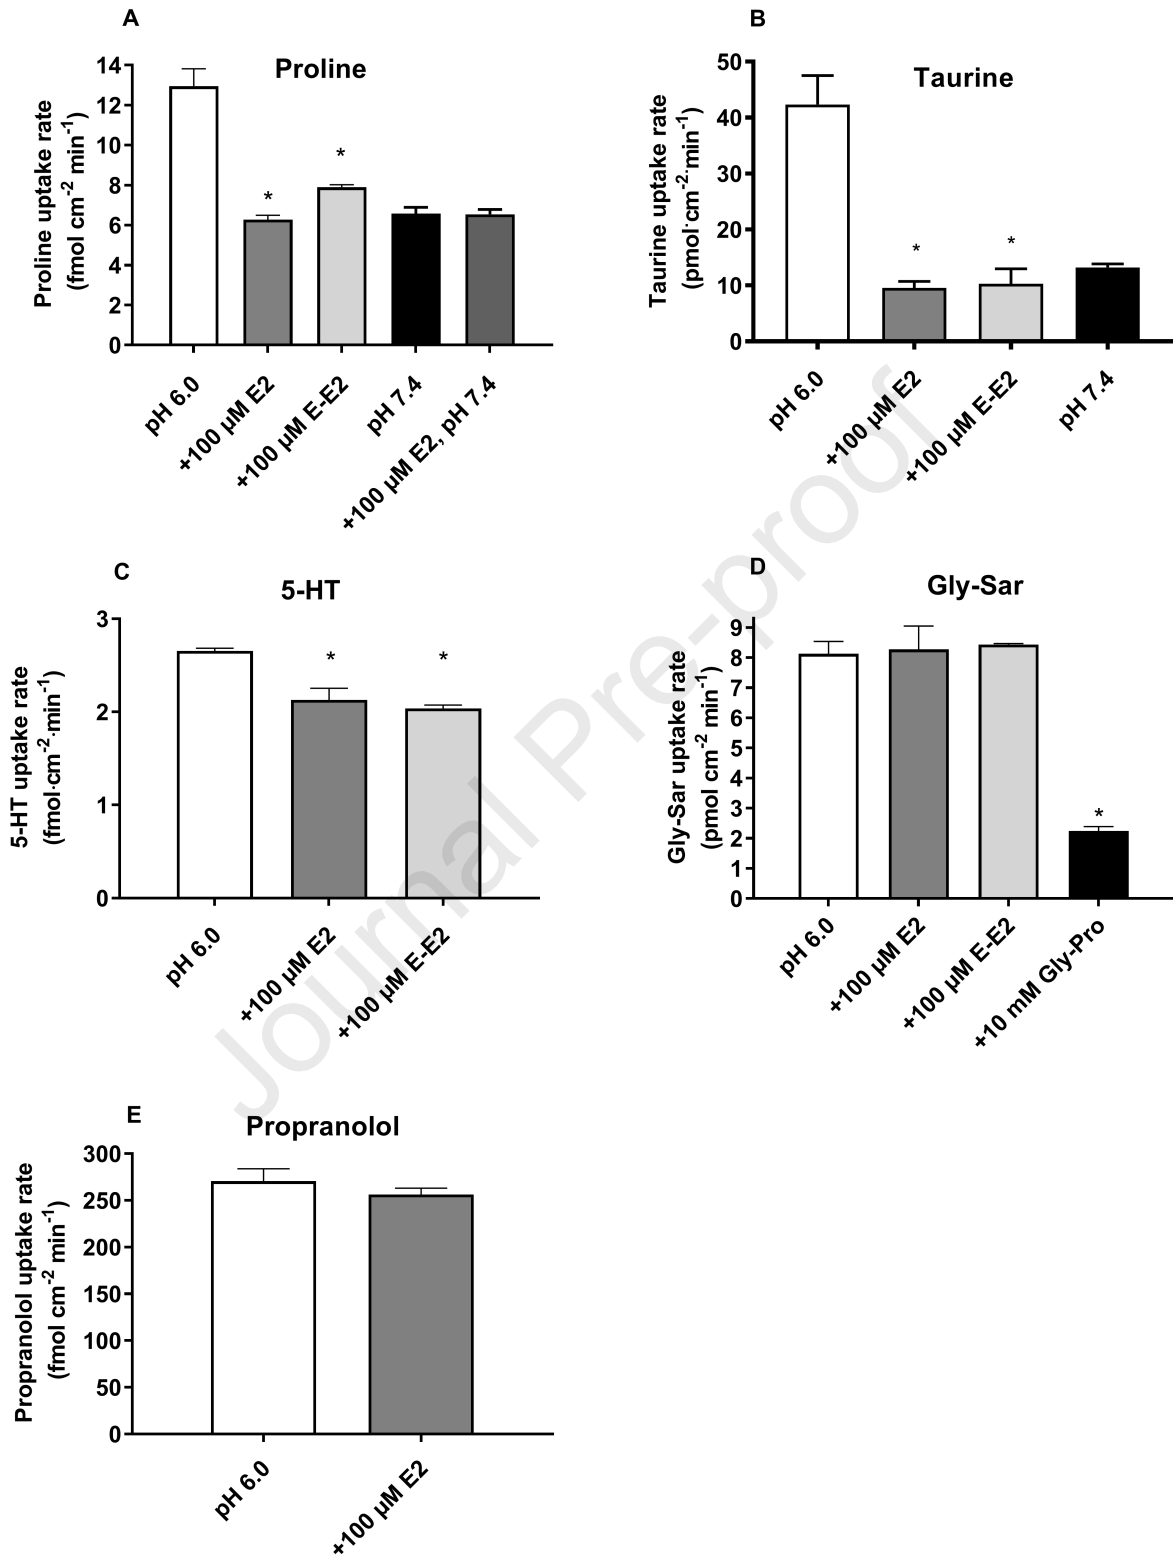 A
Proline
Proline uptake rate
(fmol cm⁻² min⁻¹)
14
12
10
8
6
4
2
0
*
*
pH 6.0
+100 µM E2
+100 µM E-E2
pH 7.4
+100 µM E2, pH 7.4
B
Taurine
Taurine uptake rate
(pmol·cm⁻²·min⁻¹)
50
40
30
20
10
0
*
*
pH 6.0
+100 µM E2
+100 µM E-E2
pH 7.4
C
5-HT
5-HT uptake rate
(fmol·cm⁻²·min⁻¹)
3
2
1
0
*
*
pH 6.0
+100 µM E2
+100 µM E-E2
D
Gly-Sar
Gly-Sar uptake rate
(pmol cm⁻² min⁻¹)
9
8
7
6
5
4
3
2
1
0
*
pH 6.0
+100 µM E2
+100 µM E-E2
+10 mM Gly-Pro
E
Propranolol
Propranolol uptake rate
(fmol cm⁻² min⁻¹)
300
250
200
150
100
50
0
pH 6.0
+100 µM E2
Journal Pre-proof